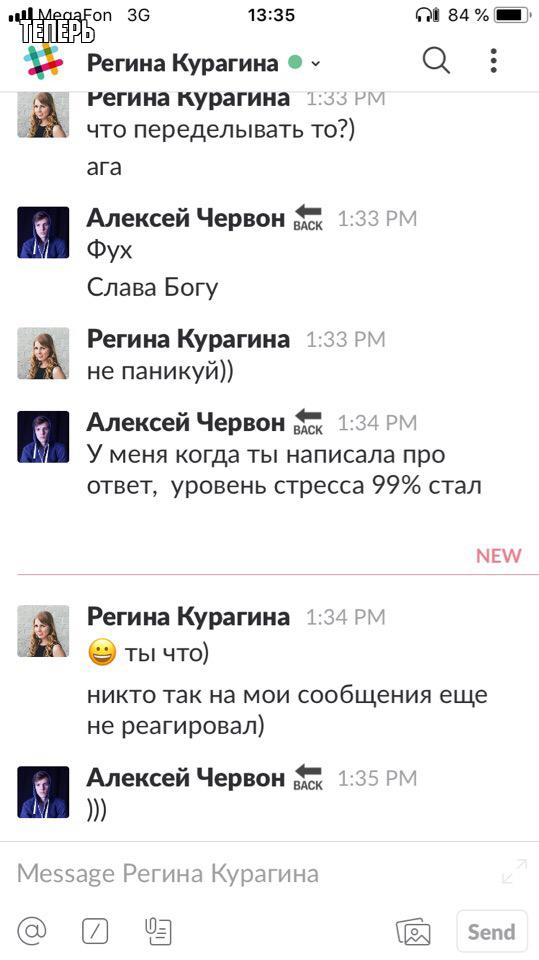 MegaFon 3G 13:35 84 %
ТЕПЕРЬ
Регина Курагина
Регина Курагина 1:33 PM
что переделывать то?)
ага
Алексей Червон BACK 1:33 PM
Фух
Слава Богу
Регина Курагина 1:33 PM
не паникуй))
Алексей Червон BACK 1:34 PM
У меня когда ты написала про
ответ, уровень стресса 99% стал
NEW
Регина Курагина 1:34 PM
😀 ты что)
никто так на мои сообщения еще
не реагировал)
Алексей Червон BACK 1:35 PM
)))
Message Регина Курагина
@ / Send